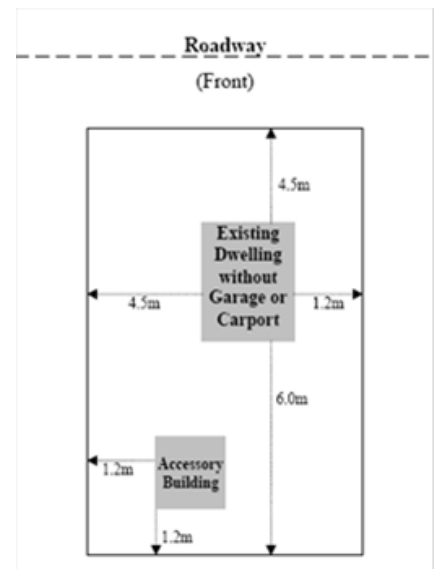 Roadway
(Front)
4.5m
Existing
Dwelling
without
Garage or
Carport
4.5m
1.2m
6.0m
Accessory
Building
1.2m
1.2m